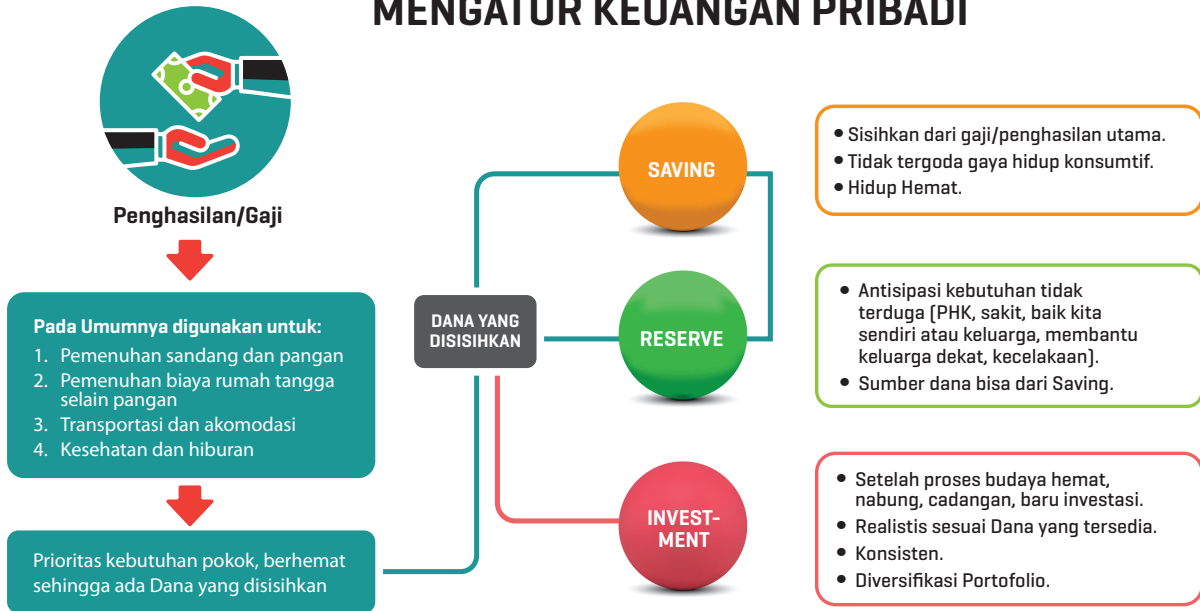 MENGATUR KEUANGAN PRIBADI
Penghasilan/Gaji
Pada Umumnya digunakan untuk:
1. Pemenuhan sandang dan pangan
2. Pemenuhan biaya rumah tangga
selain pangan
3. Transportasi dan akomodasi
4. Kesehatan dan hiburan
Prioritas kebutuhan pokok, berhemat
sehingga ada Dana yang disisihkan
DANA YANG
DISISIHKAN
SAVING
• Sisihkan dari gaji/penghasilan utama.
• Tidak tergoda gaya hidup konsumtif.
• Hidup Hemat.
RESERVE
• Antisipasi kebutuhan tidak
terduga (PHK, sakit, baik kita
sendiri atau keluarga, membantu
keluarga dekat, kecelakaan).
• Sumber dana bisa dari Saving.
INVEST-
MENT
• Setelah proses budaya hemat,
nabung, cadangan, baru investasi.
• Realistis sesuai Dana yang tersedia.
• Konsisten.
• Diversifikasi Portofolio.